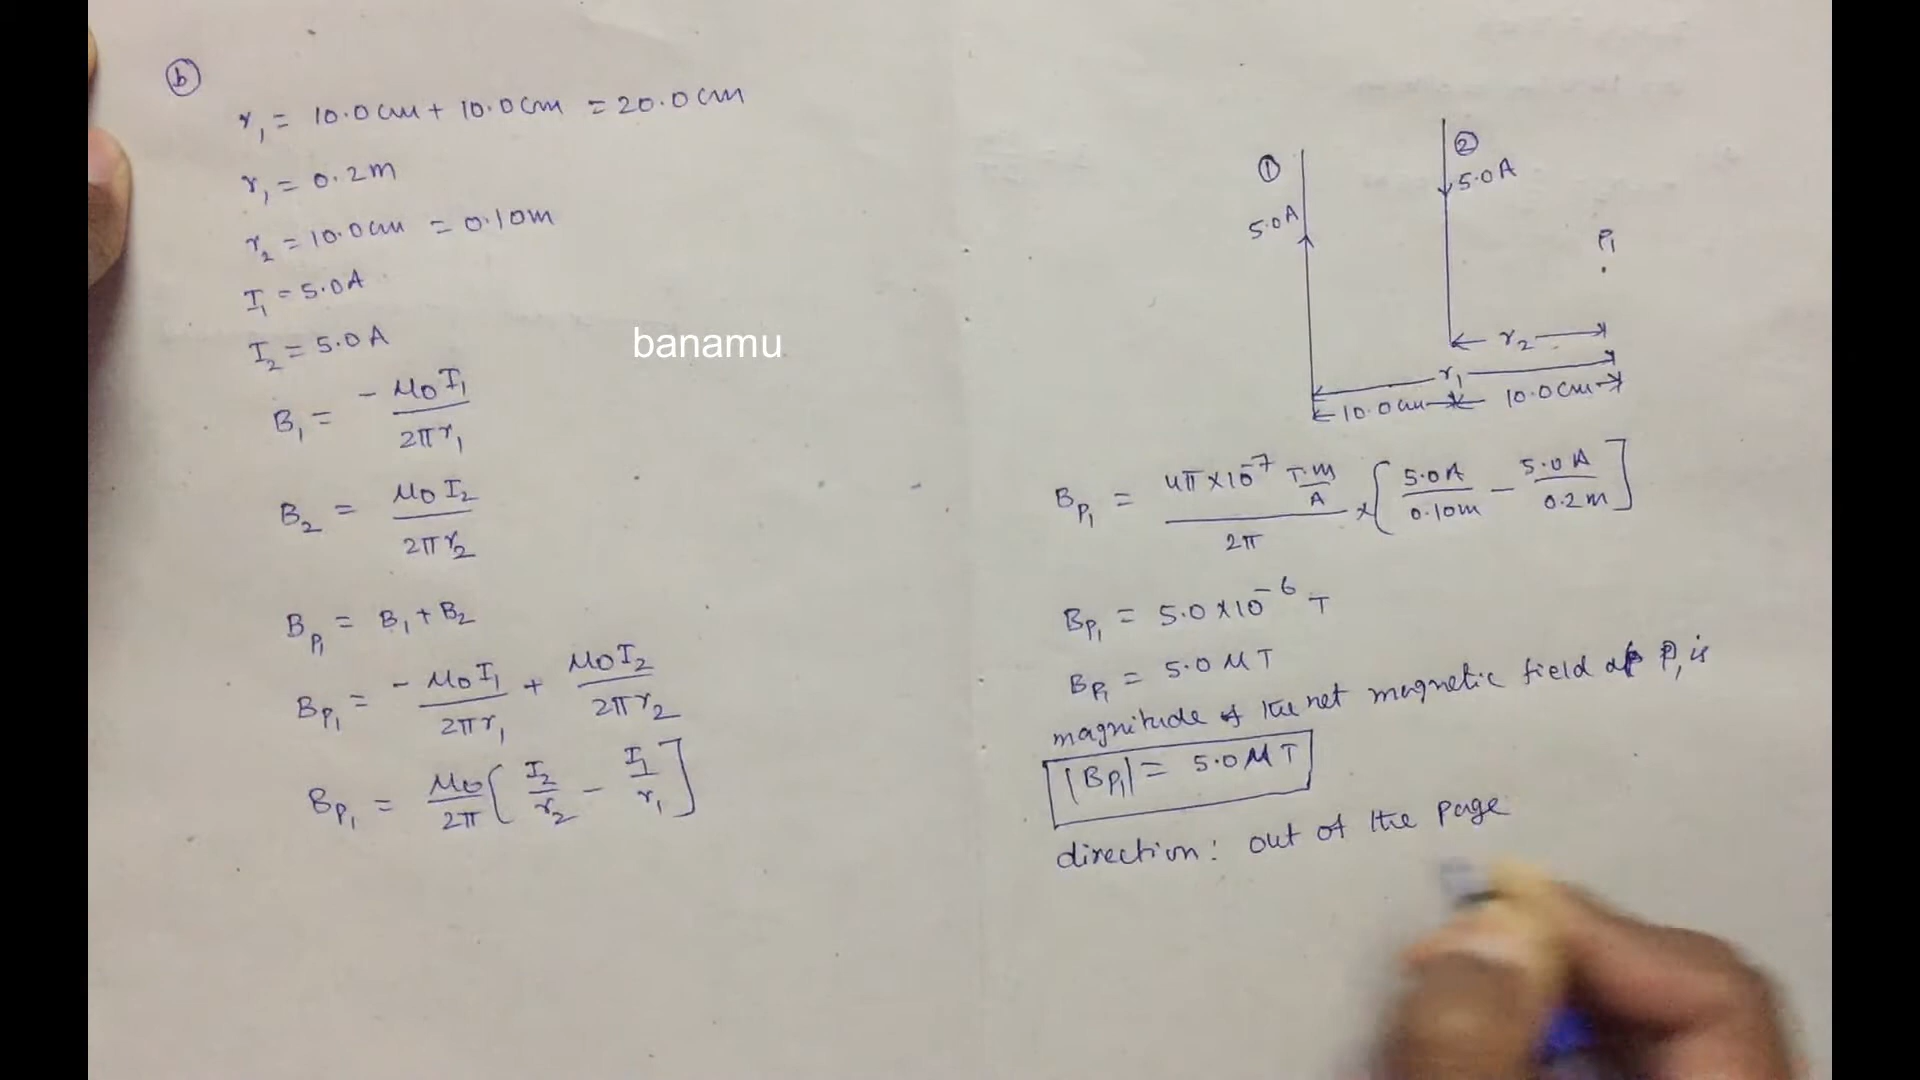 b
r₁ = 10.0 cm + 10.0 cm = 20.0 cm
r₁ = 0.2 m
r₂ = 10.0 cm = 0.10 m
I₁ = 5.0 A
I₂ = 5.0 A
B₁ = -μ₀I₁ / 2πr₁
B₂ = μ₀I₂ / 2πr₂
B_P₁ = B₁ + B₂
B_P₁ = -μ₀I₁ / 2πr₁ + μ₀I₂ / 2πr₂
B_P₁ = μ₀ / 2π [ I₂ / r₂ - I₁ / r₁ ]
banamu
① ②
5.0 A
5.0 A
P₁
r₂
r₁
10.0 cm 10.0 cm
B_P₁ = 4π × 10⁻⁷ T·m/A / 2π × [ 5.0 A / 0.10 m - 5.0 A / 0.2 m ]
B_P₁ = 5.0 × 10⁻⁶ T
B_P₁ = 5.0 μT
magnitude of the net magnetic field at P₁ is
|B_P₁| = 5.0 μT
direction: out of the page